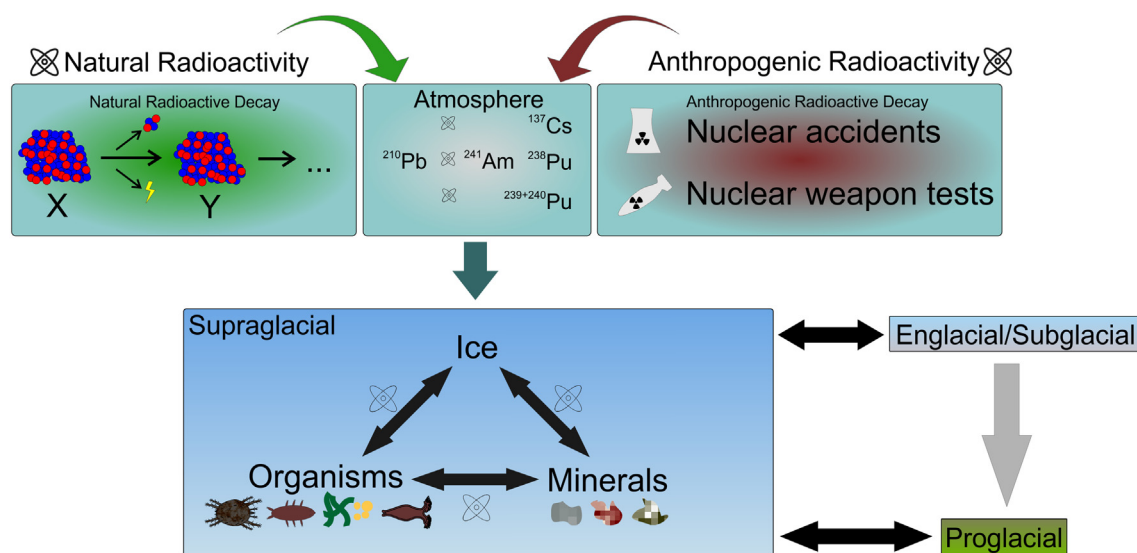 Natural Radioactivity
Anthropogenic Radioactivity
Natural Radioactive Decay
X
Y
...
Atmosphere
¹³⁷Cs
²¹⁰Pb ²⁴¹Am ²³⁸Pu
²³⁹⁺²⁴⁰Pu
Anthropogenic Radioactive Decay
Nuclear accidents
Nuclear weapon tests
Supraglacial
Ice
Organisms
Minerals
Englacial/Subglacial
Proglacial